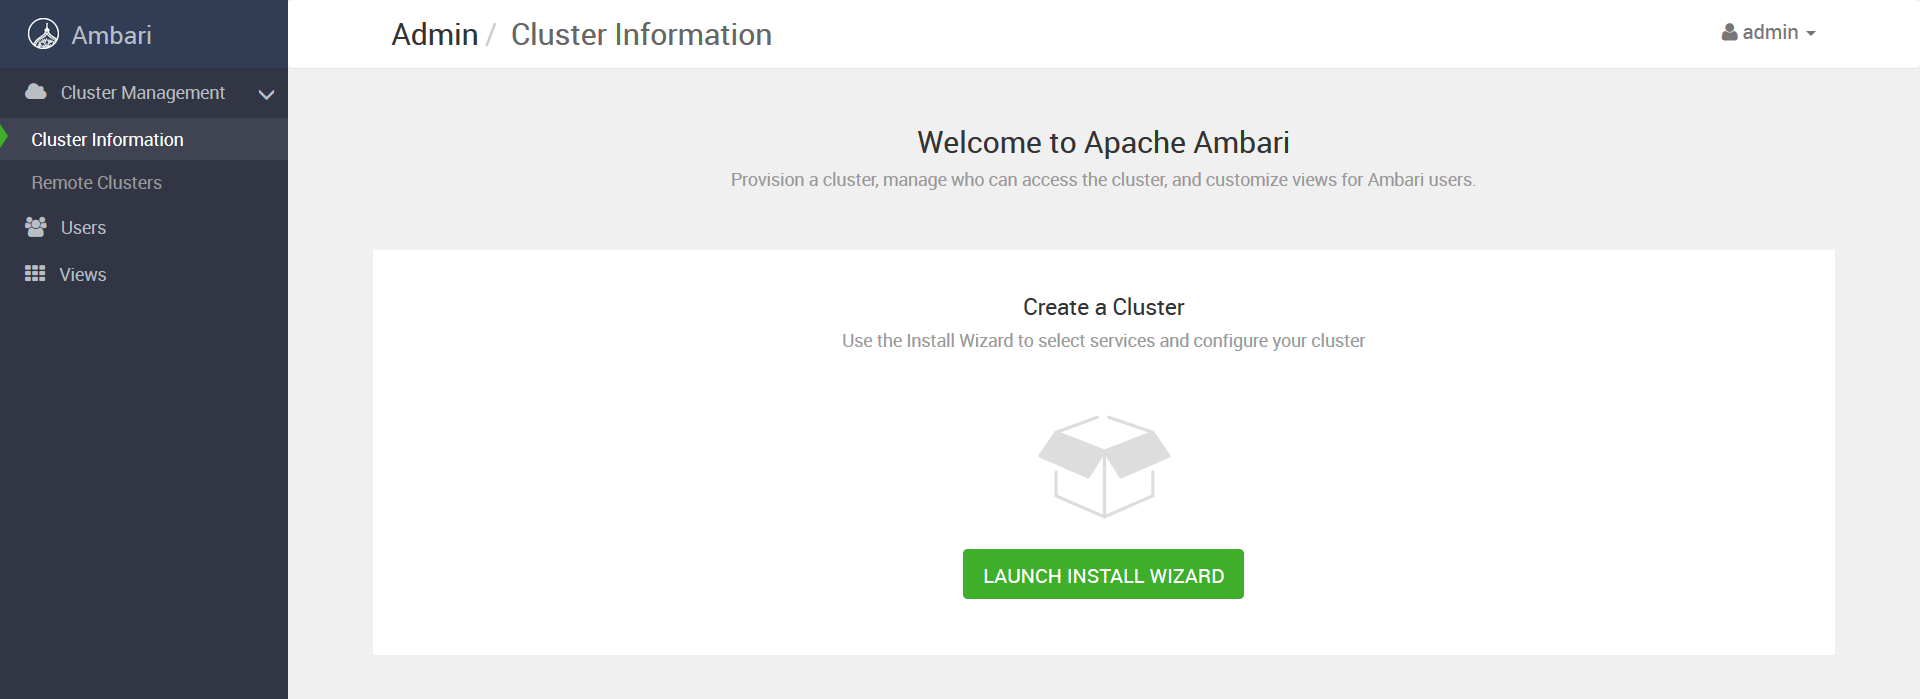 Ambari
Admin / Cluster Information
admin
Cluster Management
Cluster Information
Remote Clusters
Users
Views
Welcome to Apache Ambari
Provision a cluster, manage who can access the cluster, and customize views for Ambari users.
Create a Cluster
Use the Install Wizard to select services and configure your cluster
LAUNCH INSTALL WIZARD